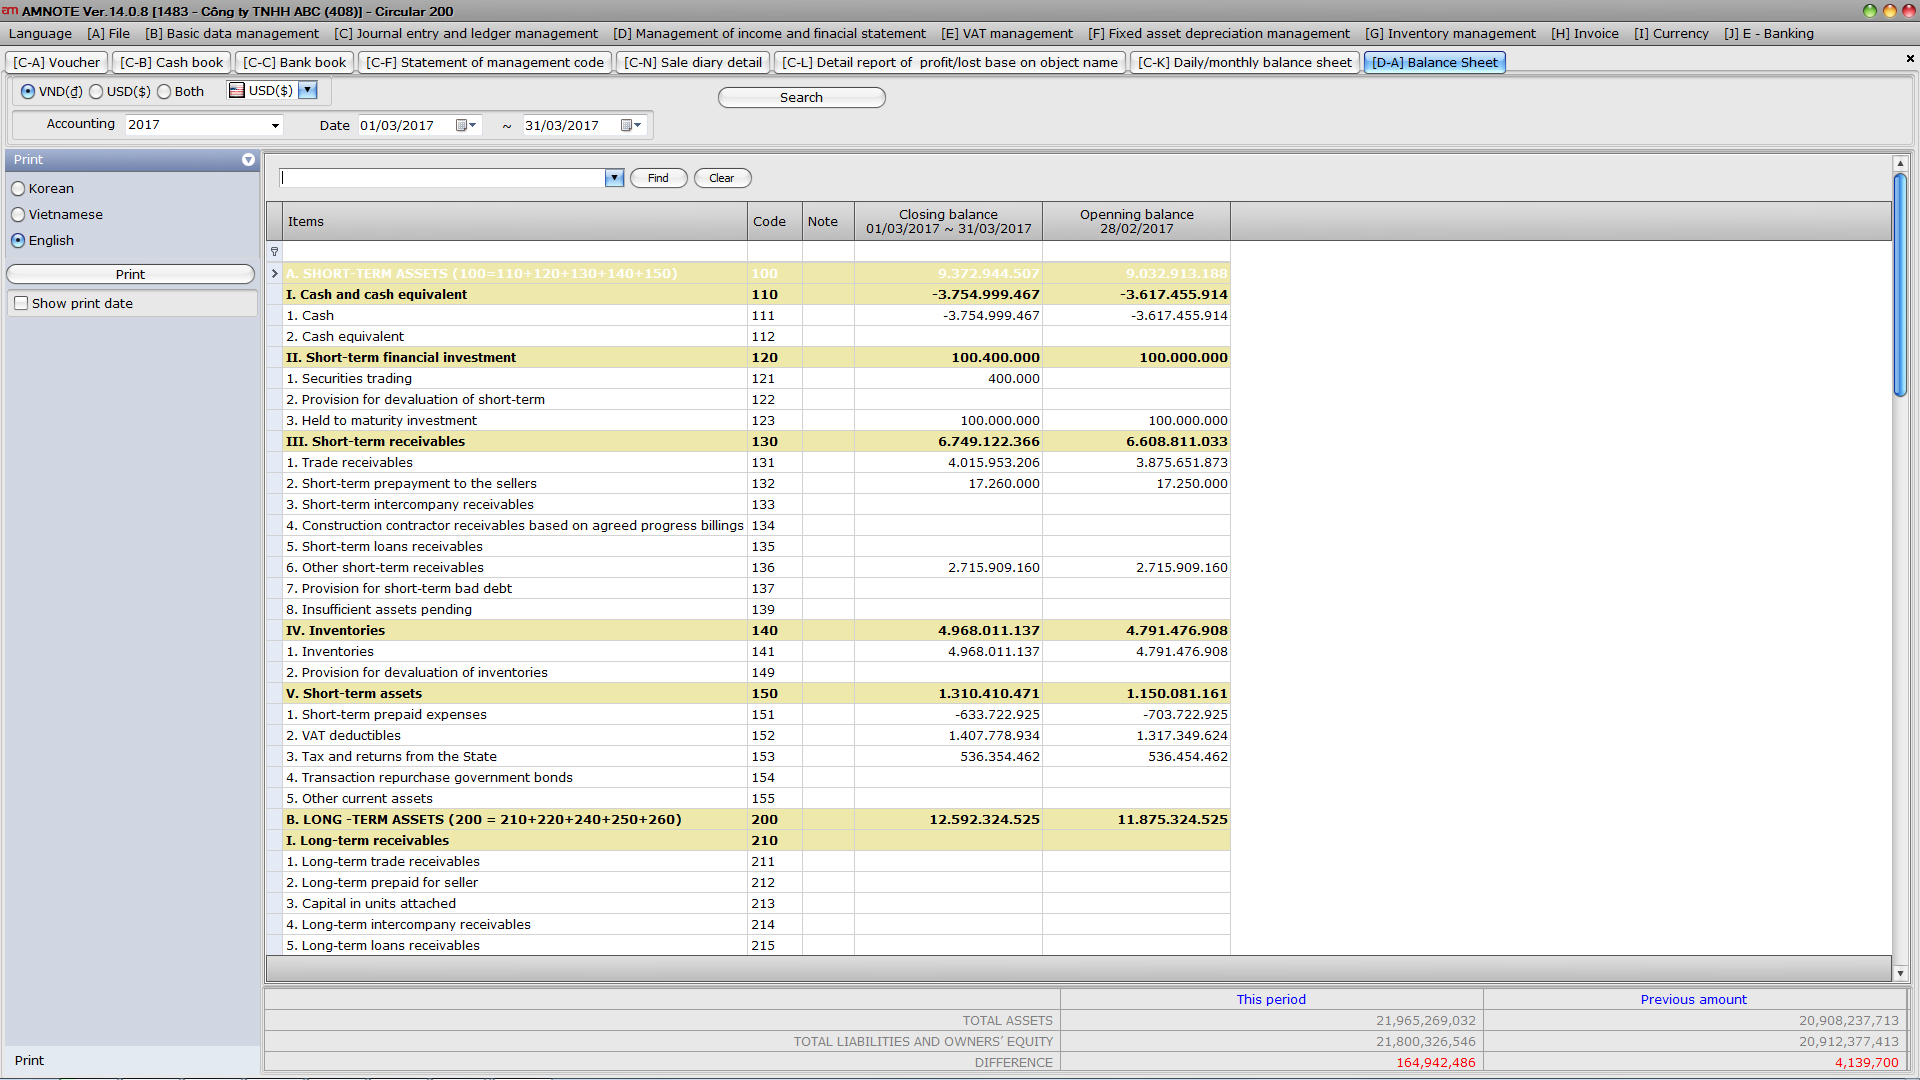 am AMNOTE Ver.14.0.8 [1483 - Công ty TNHH ABC (408)] - Circular 200
Language [A] File [B] Basic data management [C] Journal entry and ledger management [D] Management of income and finacial statement [E] VAT management [F] Fixed asset depreciation management [G] Inventory management [H] Invoice [I] Currency [J] E - Banking
[C-A] Voucher [C-B] Cash book [C-C] Bank book [C-F] Statement of management code [C-N] Sale diary detail [C-L] Detail report of profit/lost base on object name [C-K] Daily/monthly balance sheet [D-A] Balance Sheet
VND(₫) USD($) Both USD($) Search
Accounting 2017 Date 01/03/2017 ~ 31/03/2017
Print
Korean
Vietnamese
English
Print
Show print date
Find Clear
Items Code Note Closing balance 01/03/2017 ~ 31/03/2017 Openning balance 28/02/2017
A. SHORT-TERM ASSETS (100=110+120+130+140+150) 100 9.372.944.507 9.032.913.188
I. Cash and cash equivalent 110 -3.754.999.467 -3.617.455.914
1. Cash 111 -3.754.999.467 -3.617.455.914
2. Cash equivalent 112
II. Short-term financial investment 120 100.400.000 100.000.000
1. Securities trading 121 400.000
2. Provision for devaluation of short-term 122
3. Held to maturity investment 123 100.000.000 100.000.000
III. Short-term receivables 130 6.749.122.366 6.608.811.033
1. Trade receivables 131 4.015.953.206 3.875.651.873
2. Short-term prepayment to the sellers 132 17.260.000 17.250.000
3. Short-term intercompany receivables 133
4. Construction contractor receivables based on agreed progress billings 134
5. Short-term loans receivables 135
6. Other short-term receivables 136 2.715.909.160 2.715.909.160
7. Provision for short-term bad debt 137
8. Insufficient assets pending 139
IV. Inventories 140 4.968.011.137 4.791.476.908
1. Inventories 141 4.968.011.137 4.791.476.908
2. Provision for devaluation of inventories 149
V. Short-term assets 150 1.310.410.471 1.150.081.161
1. Short-term prepaid expenses 151 -633.722.925 -703.722.925
2. VAT deductibles 152 1.407.778.934 1.317.349.624
3. Tax and returns from the State 153 536.354.462 536.454.462
4. Transaction repurchase government bonds 154
5. Other current assets 155
B. LONG -TERM ASSETS (200 = 210+220+240+250+260) 200 12.592.324.525 11.875.324.525
I. Long-term receivables 210
1. Long-term trade receivables 211
2. Long-term prepaid for seller 212
3. Capital in units attached 213
4. Long-term intercompany receivables 214
5. Long-term loans receivables 215
This period Previous amount
TOTAL ASSETS 21,965,269,032 20,908,237,713
TOTAL LIABILITIES AND OWNERS' EQUITY 21,800,326,546 20,912,377,413
DIFFERENCE 164,942,486 4,139,700
Print